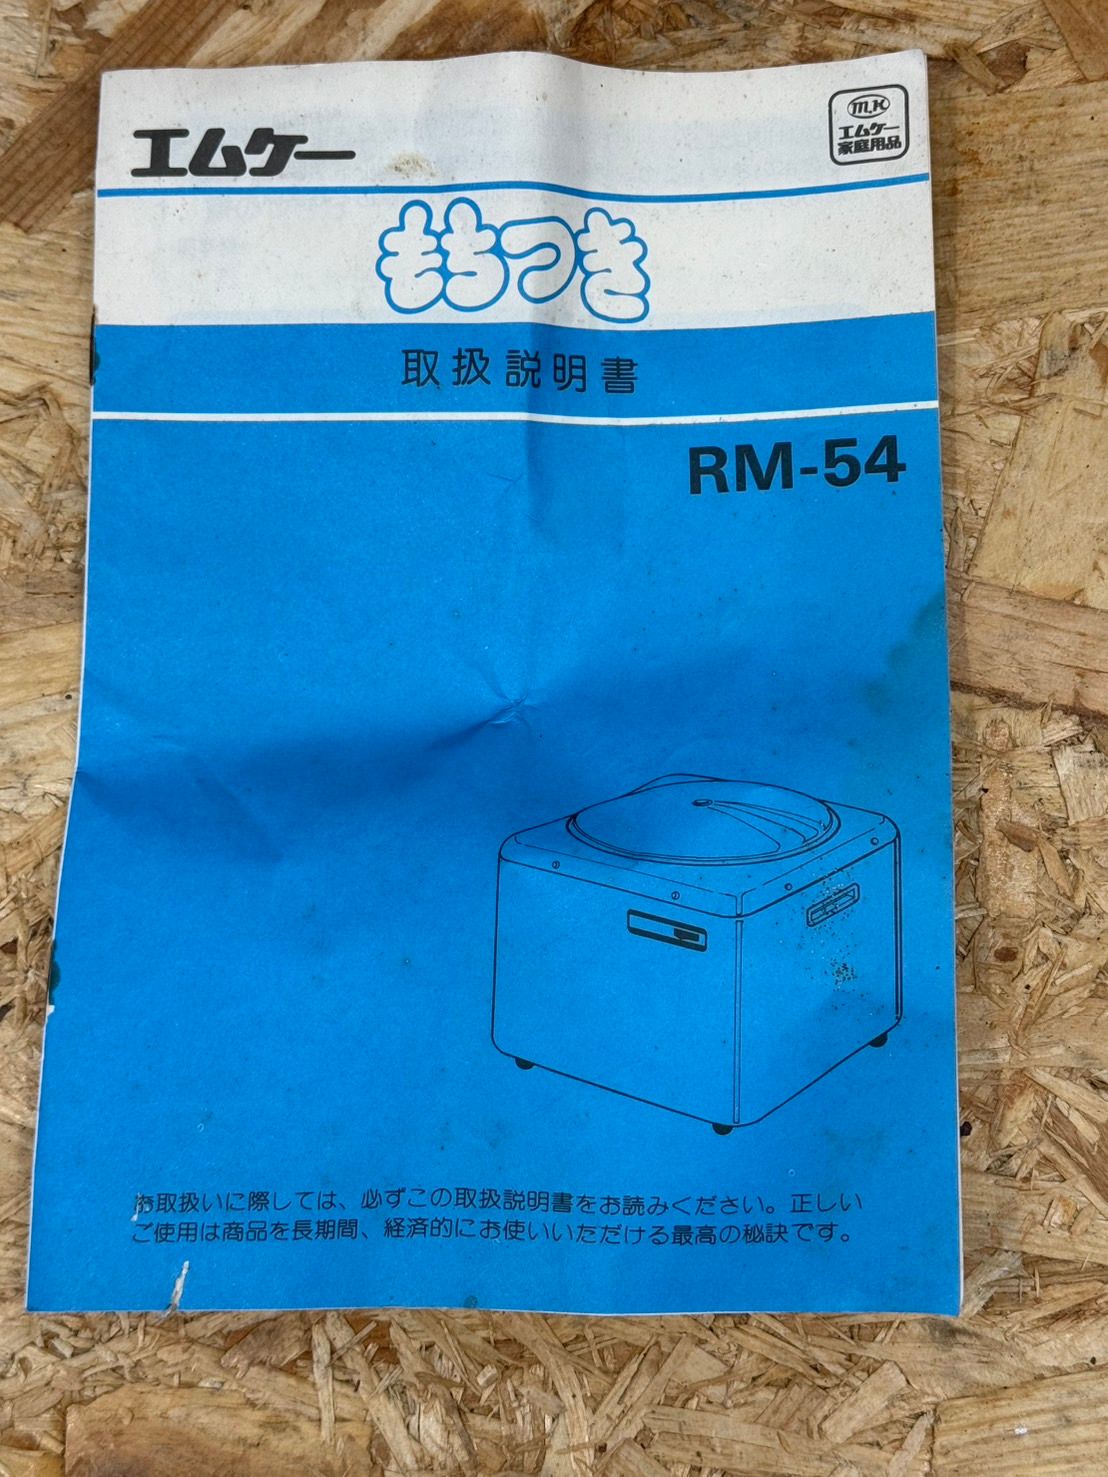 エムケー
MK
エムケー
家庭用品
もちつき
取扱説明書
RM-54
お取扱いに際しては、必ずこの取扱説明書をお読みください。正しい
ご使用は商品を長期間、経済的にお使いいただける最高の秘訣です。